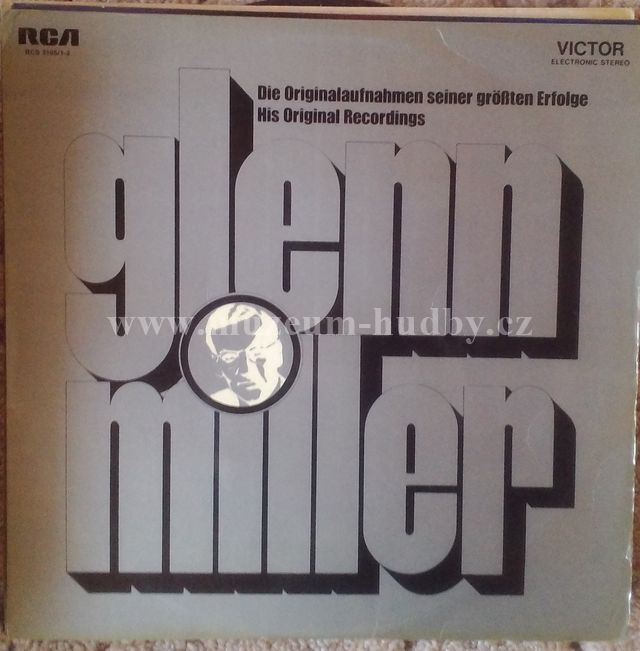 RCA
RCS 3165/1-2
VICTOR
ELECTRONIC STEREO
Die Originalaufnahmen seiner größten Erfolge
His Original Recordings
glenn
miller
www.museum-hudby.cz